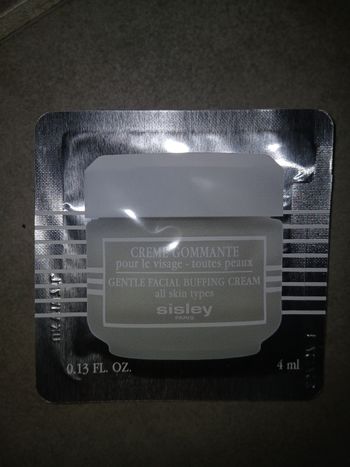 CREME GOMMANTE
pour le visage - toutes peaux
GENTLE FACIAL BUFFING CREAM
all skin types
sisley
PARIS
0.13 FL. OZ.
4 ml